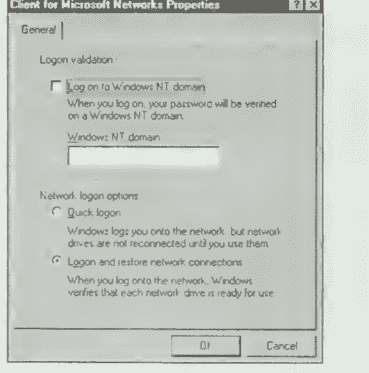 Client for Microsoft Networks Properties
General
Logon validation
Log on to Windows NT domain
When you log on, your password will be verified
on a Windows NT domain.
Windows NT domain
Network logon options
Quick logon
Windows logs you onto the network, but network
drives are not reconnected until you use them
Logon and restore network connections
When you log onto the network, Windows
verifies that each network drive is ready for use
OK
Cancel